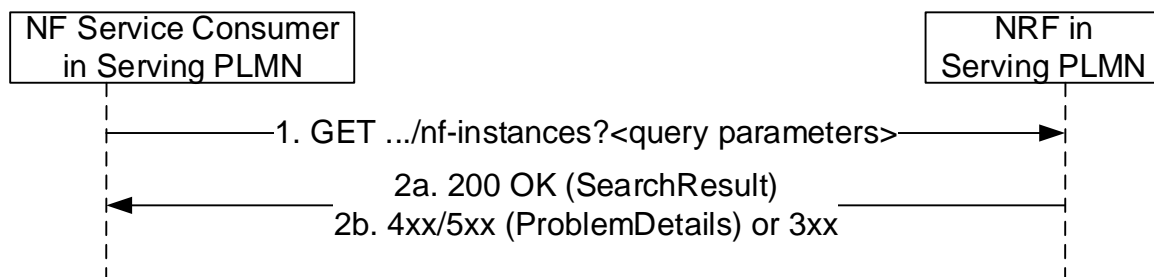 NF Service Consumer
in Serving PLMN
NRF in
Serving PLMN
1. GET .../nf-instances?<query parameters>
2a. 200 OK (SearchResult)
2b. 4xx/5xx (ProblemDetails) or 3xx